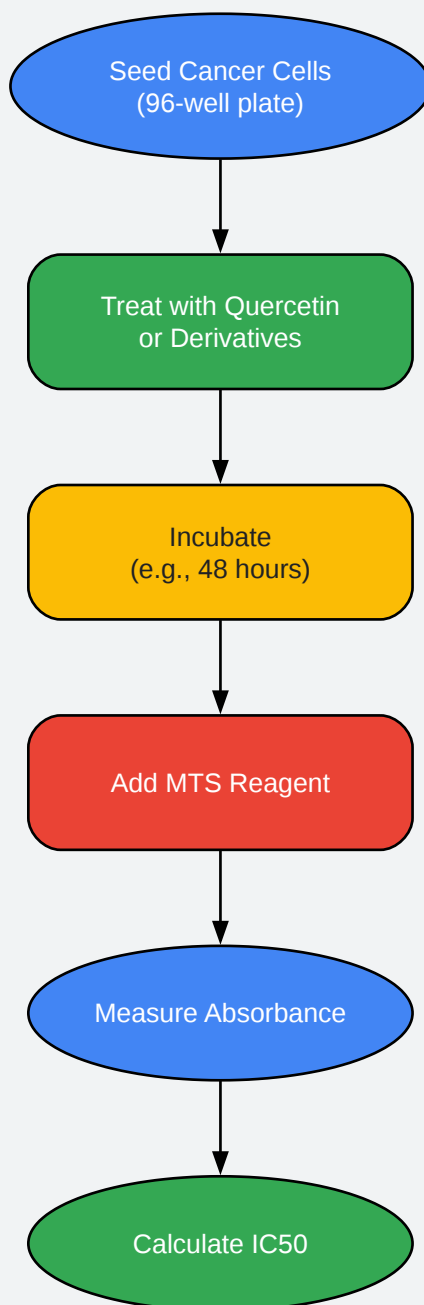 Seed Cancer Cells
(96-well plate)
Treat with Quercetin
or Derivatives
Incubate
(e.g., 48 hours)
Add MTS Reagent
Measure Absorbance
Calculate IC50